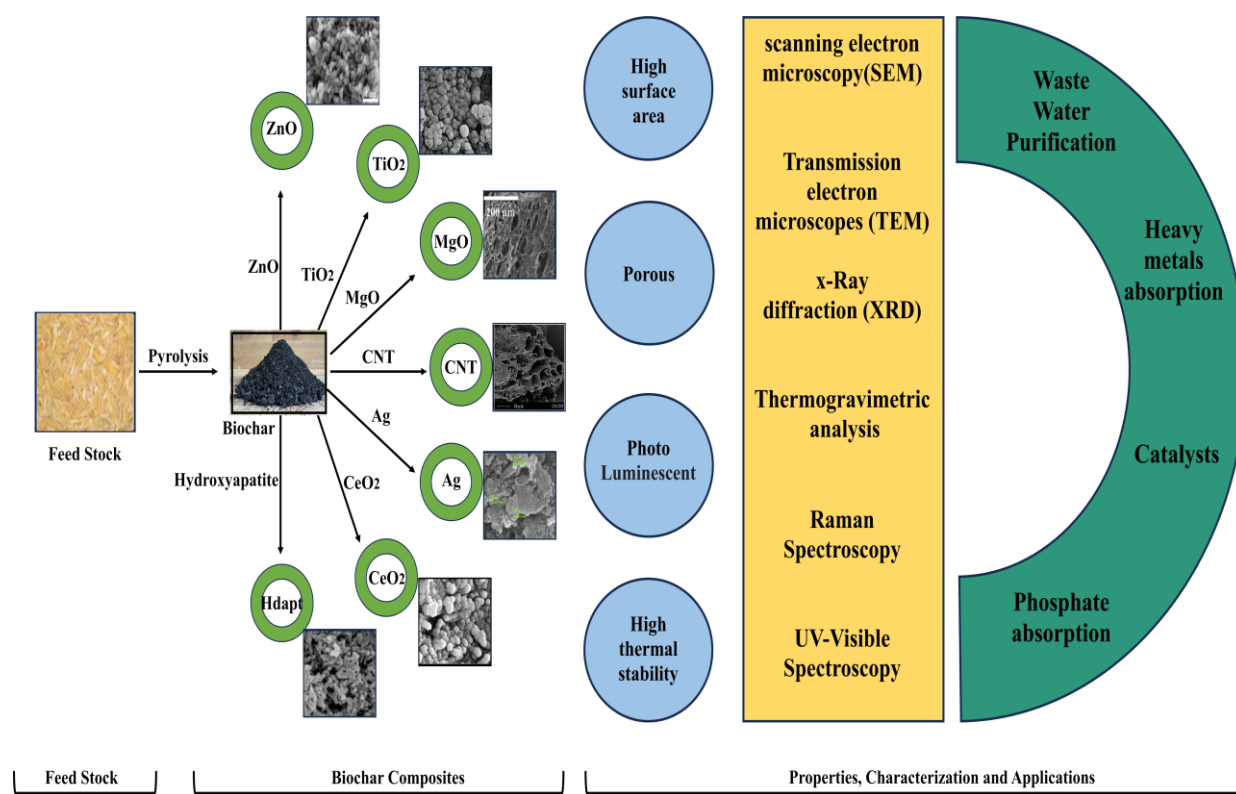 Feed Stock
Pyrolysis
Biochar
ZnO
TiO2
MgO
CNT
Ag
CeO2
Hydroxyapatite
ZnO
TiO2
MgO
200 nm
CNT
Ag
CeO2
Hdapt
High
surface
area
Porous
Photo
Luminescent
High
thermal
stability
scanning electron
microscopy(SEM)
Transmission
electron
microscopes (TEM)
x-Ray
diffraction (XRD)
Thermogravimetric
analysis
Raman
Spectroscopy
UV-Visible
Spectroscopy
Waste
Water
Purification
Heavy
metals
absorption
Catalysts
Phosphate
absorption
Feed Stock
Biochar Composites
Properties, Characterization and Applications